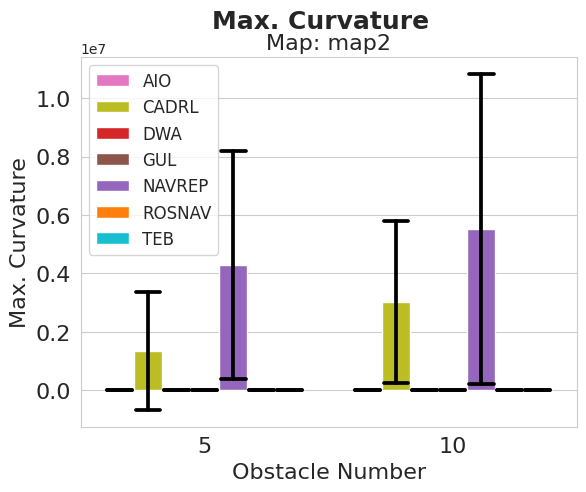 Max. Curvature
Map: map2
1e7
AIO
CADRL
DWA
GUL
NAVREP
ROSNAV
TEB
1.0
0.8
0.6
0.4
0.2
0.0
Max. Curvature
5 10
Obstacle Number